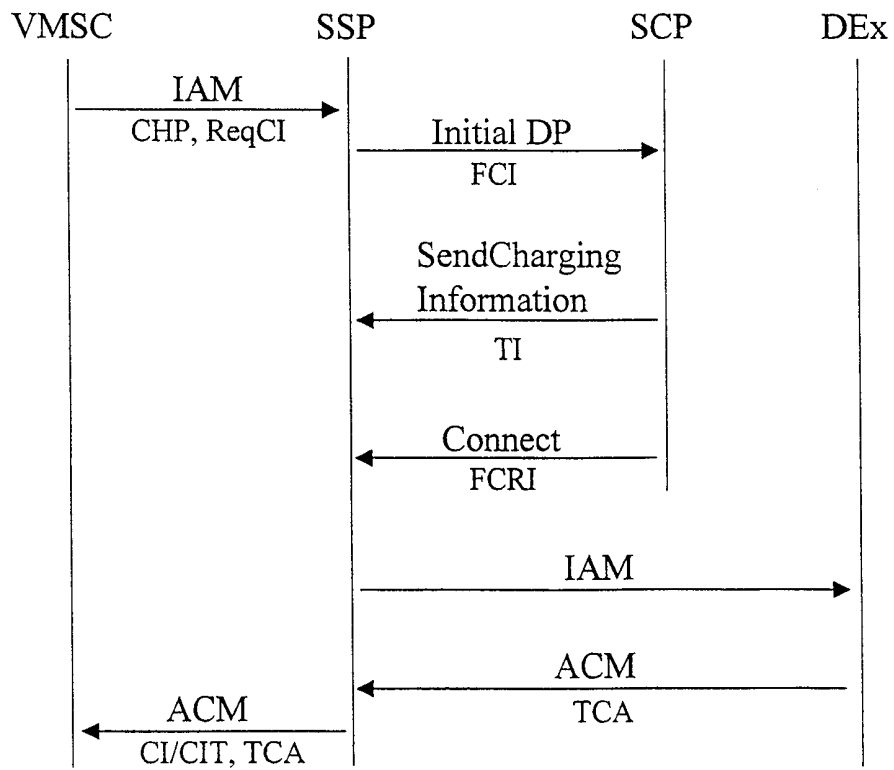 VMSC SSP SCP DEx
IAM
CHP, ReqCI
Initial DP
FCI
SendCharging
Information
TI
Connect
FCRI
IAM
ACM
TCA
ACM
CI/CIT, TCA